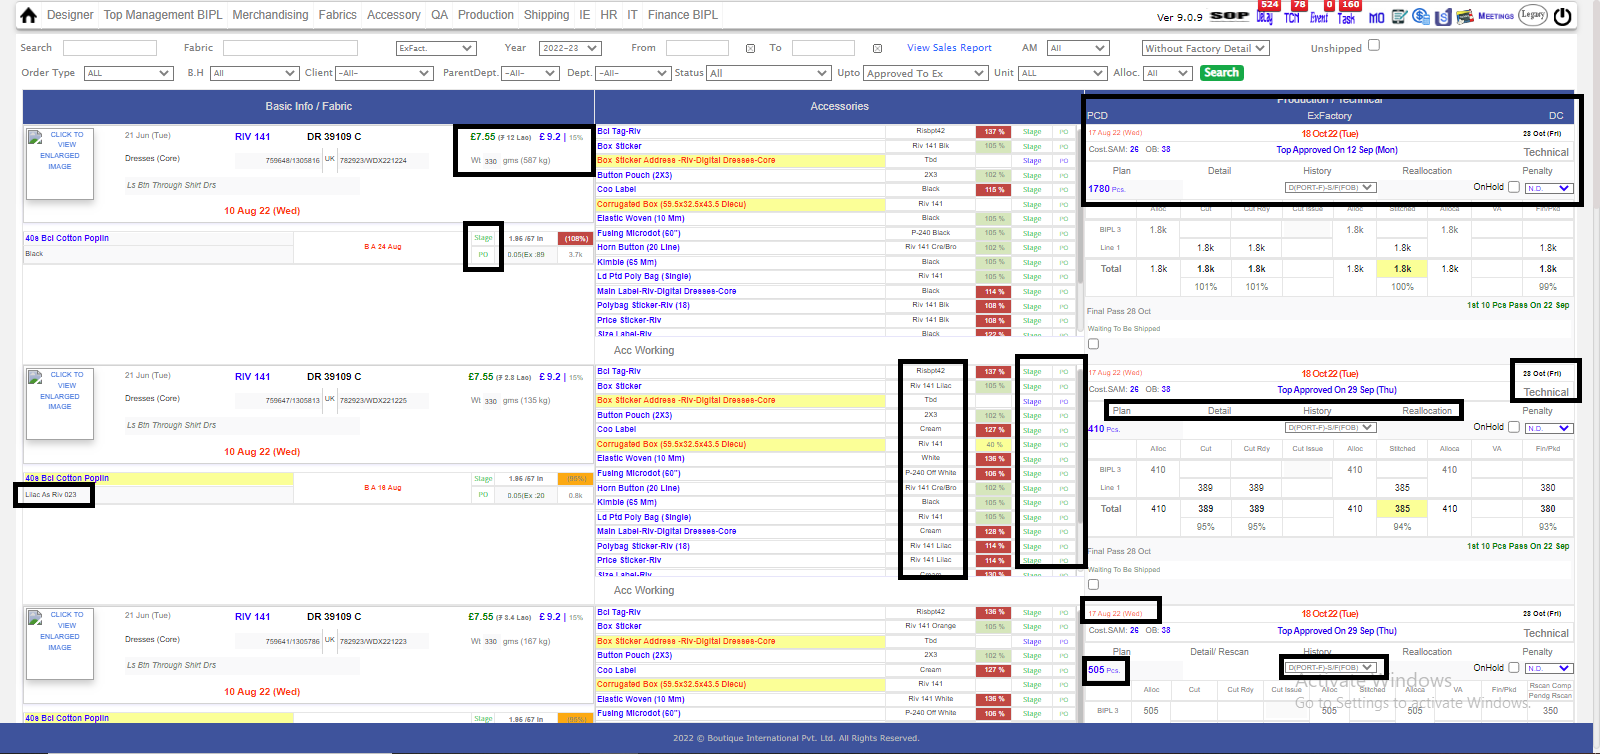 Designer Top Management BIPL Merchandising Fabrics Accessory QA Production Shipping IE HR IT Finance BIPL Ver 9.0.9 SOP 524 Delay 78 TCN 0 Event 160 Task MO MEETINGS Legacy
Search Fabric ExFact. Year 2022-23 From To View Sales Report AM All Without Factory Detail Unshipped
Order Type ALL B.H All Client -All- ParentDept. -All- Dept. -All- Status All Upto Approved To Ex Unit ALL Alloc. All Search
Basic Info / Fabric
CLICK TO VIEW ENLARGED IMAGE
21 Jun (Tue) RIV 141 DR 39109 C £7.55 (₹ 12 Lac) £ 9.2 | 15%
Dresses (Core) 759648/1305816 UK 782923/WDX221224 Wt 330 gms (587 kg)
Ls Btn Through Shirt Drs
10 Aug 22 (Wed)
40s Bcl Cotton Poplin B A 24 Aug Stage 1.95 /57 In (108%)
Black PO 0.05(Ex :89 3.7k
CLICK TO VIEW ENLARGED IMAGE
21 Jun (Tue) RIV 141 DR 39109 C £7.55 (₹ 2.8 Lac) £ 9.2 | 15%
Dresses (Core) 759647/1305813 UK 782923/WDX221225 Wt 330 gms (135 kg)
Ls Btn Through Shirt Drs
10 Aug 22 (Wed)
40s Bcl Cotton Poplin B A 16 Aug Stage 1.95 /57 In (95%)
Lilac As Riv 023 PO 0.05(Ex :20 0.8k
CLICK TO VIEW ENLARGED IMAGE
21 Jun (Tue) RIV 141 DR 39109 C £7.55 (₹ 3.4 Lac) £ 9.2 | 15%
Dresses (Core) 759646/1305786 UK 782923/WDX221223 Wt 330 gms (167 kg)
Ls Btn Through Shirt Drs
10 Aug 22 (Wed)
40s Bcl Cotton Poplin Stage 1.95 /57 In (95%)
Accessories
Bcl Tag-Riv Risbpt42 137 % Stage PO
Box Sticker Riv 141 Blk 105 % Stage PO
Box Sticker Address -Riv-Digital Dresses-Core Tbd Stage PO
Button Pouch (2X3) 2X3 102 % Stage PO
Coo Label Black 115 % Stage PO
Corrugated Box (59.5x32.5x43.5 Diecu) Riv 141 Stage PO
Elastic Woven (10 Mm) Black 105 % Stage PO
Fusing Microdot (60") P-240 Black 105 % Stage PO
Horn Button (20 Line) Riv 141 Cre/Bro 102 % Stage PO
Kimble (65 Mm) Black 105 % Stage PO
Ld Ptd Poly Bag (Single) Riv 141 105 % Stage PO
Main Label-Riv-Digital Dresses-Core Black 114 % Stage PO
Polybag Sticker-Riv (18) Riv 141 Blk 108 % Stage PO
Price Sticker-Riv Riv 141 Blk 108 % Stage PO
Size Label-Riv Black 122 % Stage PO
Acc Working
Bcl Tag-Riv Risbpt42 137 % Stage PO
Box Sticker Riv 141 Lilac 105 % Stage PO
Box Sticker Address -Riv-Digital Dresses-Core Tbd Stage PO
Button Pouch (2X3) 2X3 102 % Stage PO
Coo Label Cream 127 % Stage PO
Corrugated Box (59.5x32.5x43.5 Diecu) Riv 141 40 % Stage PO
Elastic Woven (10 Mm) White 136 % Stage PO
Fusing Microdot (60") P-240 Off White 106 % Stage PO
Horn Button (20 Line) Riv 141 Cre/Bro 102 % Stage PO
Kimble (65 Mm) Black 105 % Stage PO
Ld Ptd Poly Bag (Single) Riv 141 105 % Stage PO
Main Label-Riv-Digital Dresses-Core Cream 128 % Stage PO
Polybag Sticker-Riv (18) Riv 141 Lilac 114 % Stage PO
Price Sticker-Riv Riv 141 Lilac 114 % Stage PO
Size Label-Riv Cream 130 % Stage PO
Acc Working
Bcl Tag-Riv Risbpt42 136 % Stage PO
Box Sticker Riv 141 Orange 105 % Stage PO
Box Sticker Address -Riv-Digital Dresses-Core Tbd Stage PO
Button Pouch (2X3) 2X3 102 % Stage PO
Coo Label Cream 127 % Stage PO
Corrugated Box (59.5x32.5x43.5 Diecu) Riv 141 Stage PO
Elastic Woven (10 Mm) Riv 141 White 136 % Stage PO
Fusing Microdot (60") P-240 Off White 106 % Stage PO
Production / Technical
PCD ExFactory DC
17 Aug 22 (Wed) 18 Oct 22 (Tue) 28 Oct (Fri)
Cost.SAM: 26 OB: 38 Top Approved On 12 Sep (Mon) Technical
Plan Detail History Reallocation Penalty
1780 Pcs. D(PORT-F)-S/F(FOB) OnHold N.D.
Alloc Cut Cut Rdy Cut Issue Alloc Stitched Alloca VA Fin/Pkd
BIPL 3 1.8k 1.8k 1.8k
Line 1 1.8k 1.8k 1.8k 1.8k
Total 1.8k 1.8k 1.8k 1.8k 1.8k 1.8k 1.8k
101% 101% 100% 99%
Final Pass 28 Oct 1st 10 Pcs Pass On 22 Sep
Waiting To Be Shipped
17 Aug 22 (Wed) 18 Oct 22 (Tue) 28 Oct (Fri)
Cost.SAM: 26 OB: 38 Top Approved On 29 Sep (Thu) Technical
Plan Detail History Reallocation Penalty
410 Pcs. D(PORT-F)-S/F(FOB) OnHold N.D.
Alloc Cut Cut Rdy Cut Issue Alloc Stitched Alloca VA Fin/Pkd
BIPL 3 410 410 410
Line 1 389 389 385 380
Total 410 389 389 410 385 410 380
95% 95% 94% 93%
Final Pass 28 Oct 1st 10 Pcs Pass On 22 Sep
Waiting To Be Shipped
17 Aug 22 (Wed) 18 Oct 22 (Tue) 28 Oct (Fri)
Cost.SAM: 26 OB: 38 Top Approved On 29 Sep (Thu) Technical
Plan Detail/ Rescan History Reallocation Penalty
505 Pcs. D(PORT-F)-S/F(FOB) OnHold N.D.
Alloc Cut Cut Rdy Cut Issue Alloc Stitched Alloca VA Fin/Pkd Rscan Comp Pendg Rscan
BIPL 3 505 505 505 505 350
Activate Windows
Go to Settings to activate Windows.
2022 © Boutique International Pvt. Ltd. All Rights Reserved.